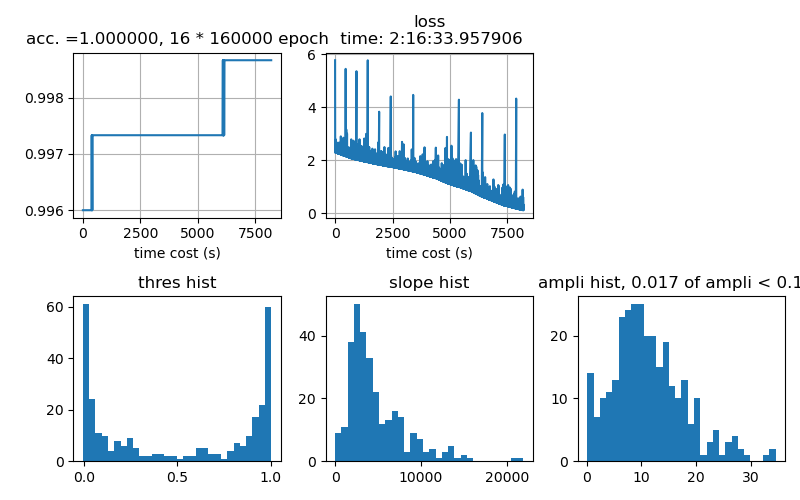 loss
acc. =1.000000, 16 * 160000 epoch time: 2:16:33.957906
0.998
0.997
0.996
0 2500 5000 7500
time cost (s)
6
4
2
0
0 2500 5000 7500
time cost (s)
thres hist
60
40
20
0
0.0 0.5 1.0
slope hist
40
20
0
0 10000 20000
ampli hist, 0.017 of ampli < 0.1
20
10
0
0 10 20 30